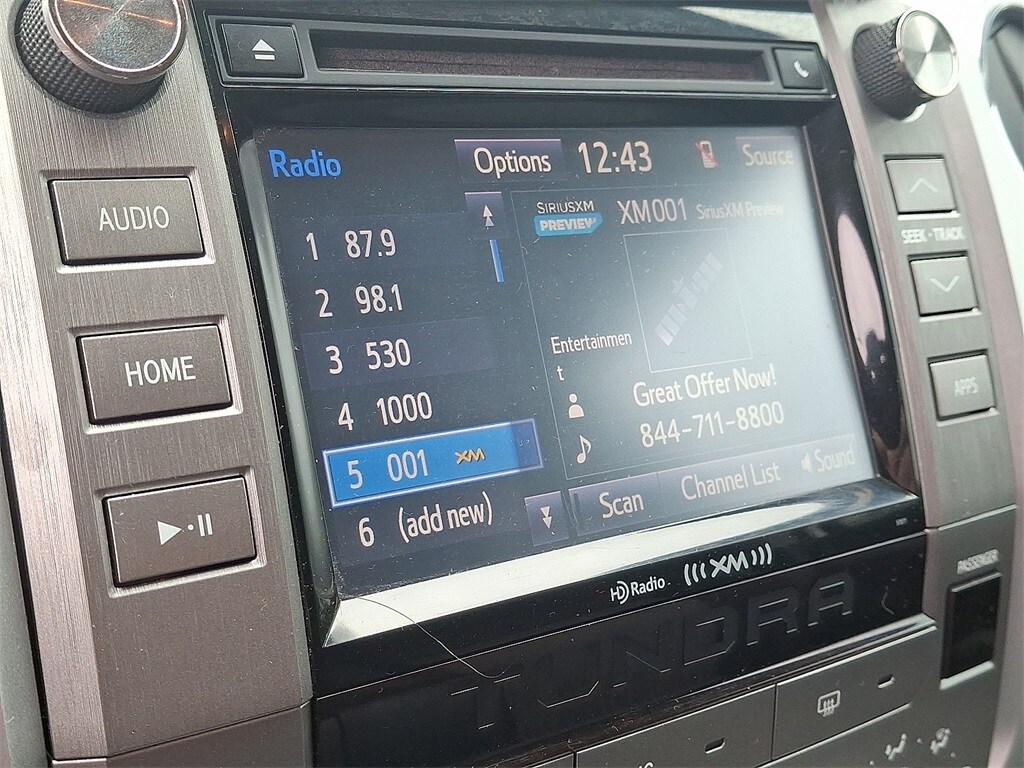 AUDIO
HOME
Radio
Options
12:43
Source
1 87.9
2 98.1
3 530
4 1000
5 001 XM
6 (add new)
SIRIUSXM
PREVIEW
XM001 SiriusXM Preview
Entertainmen
t
Great Offer Now!
844-711-8800
Scan
Channel List
Sound
HD Radio XM
TUNDRA
SEEK - TRACK
APPS
PASSENGER